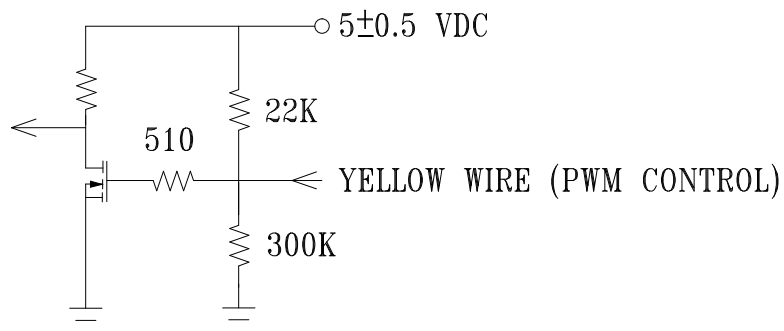 5±0.5 VDC
22K
510
YELLOW WIRE (PWM CONTROL)
300K